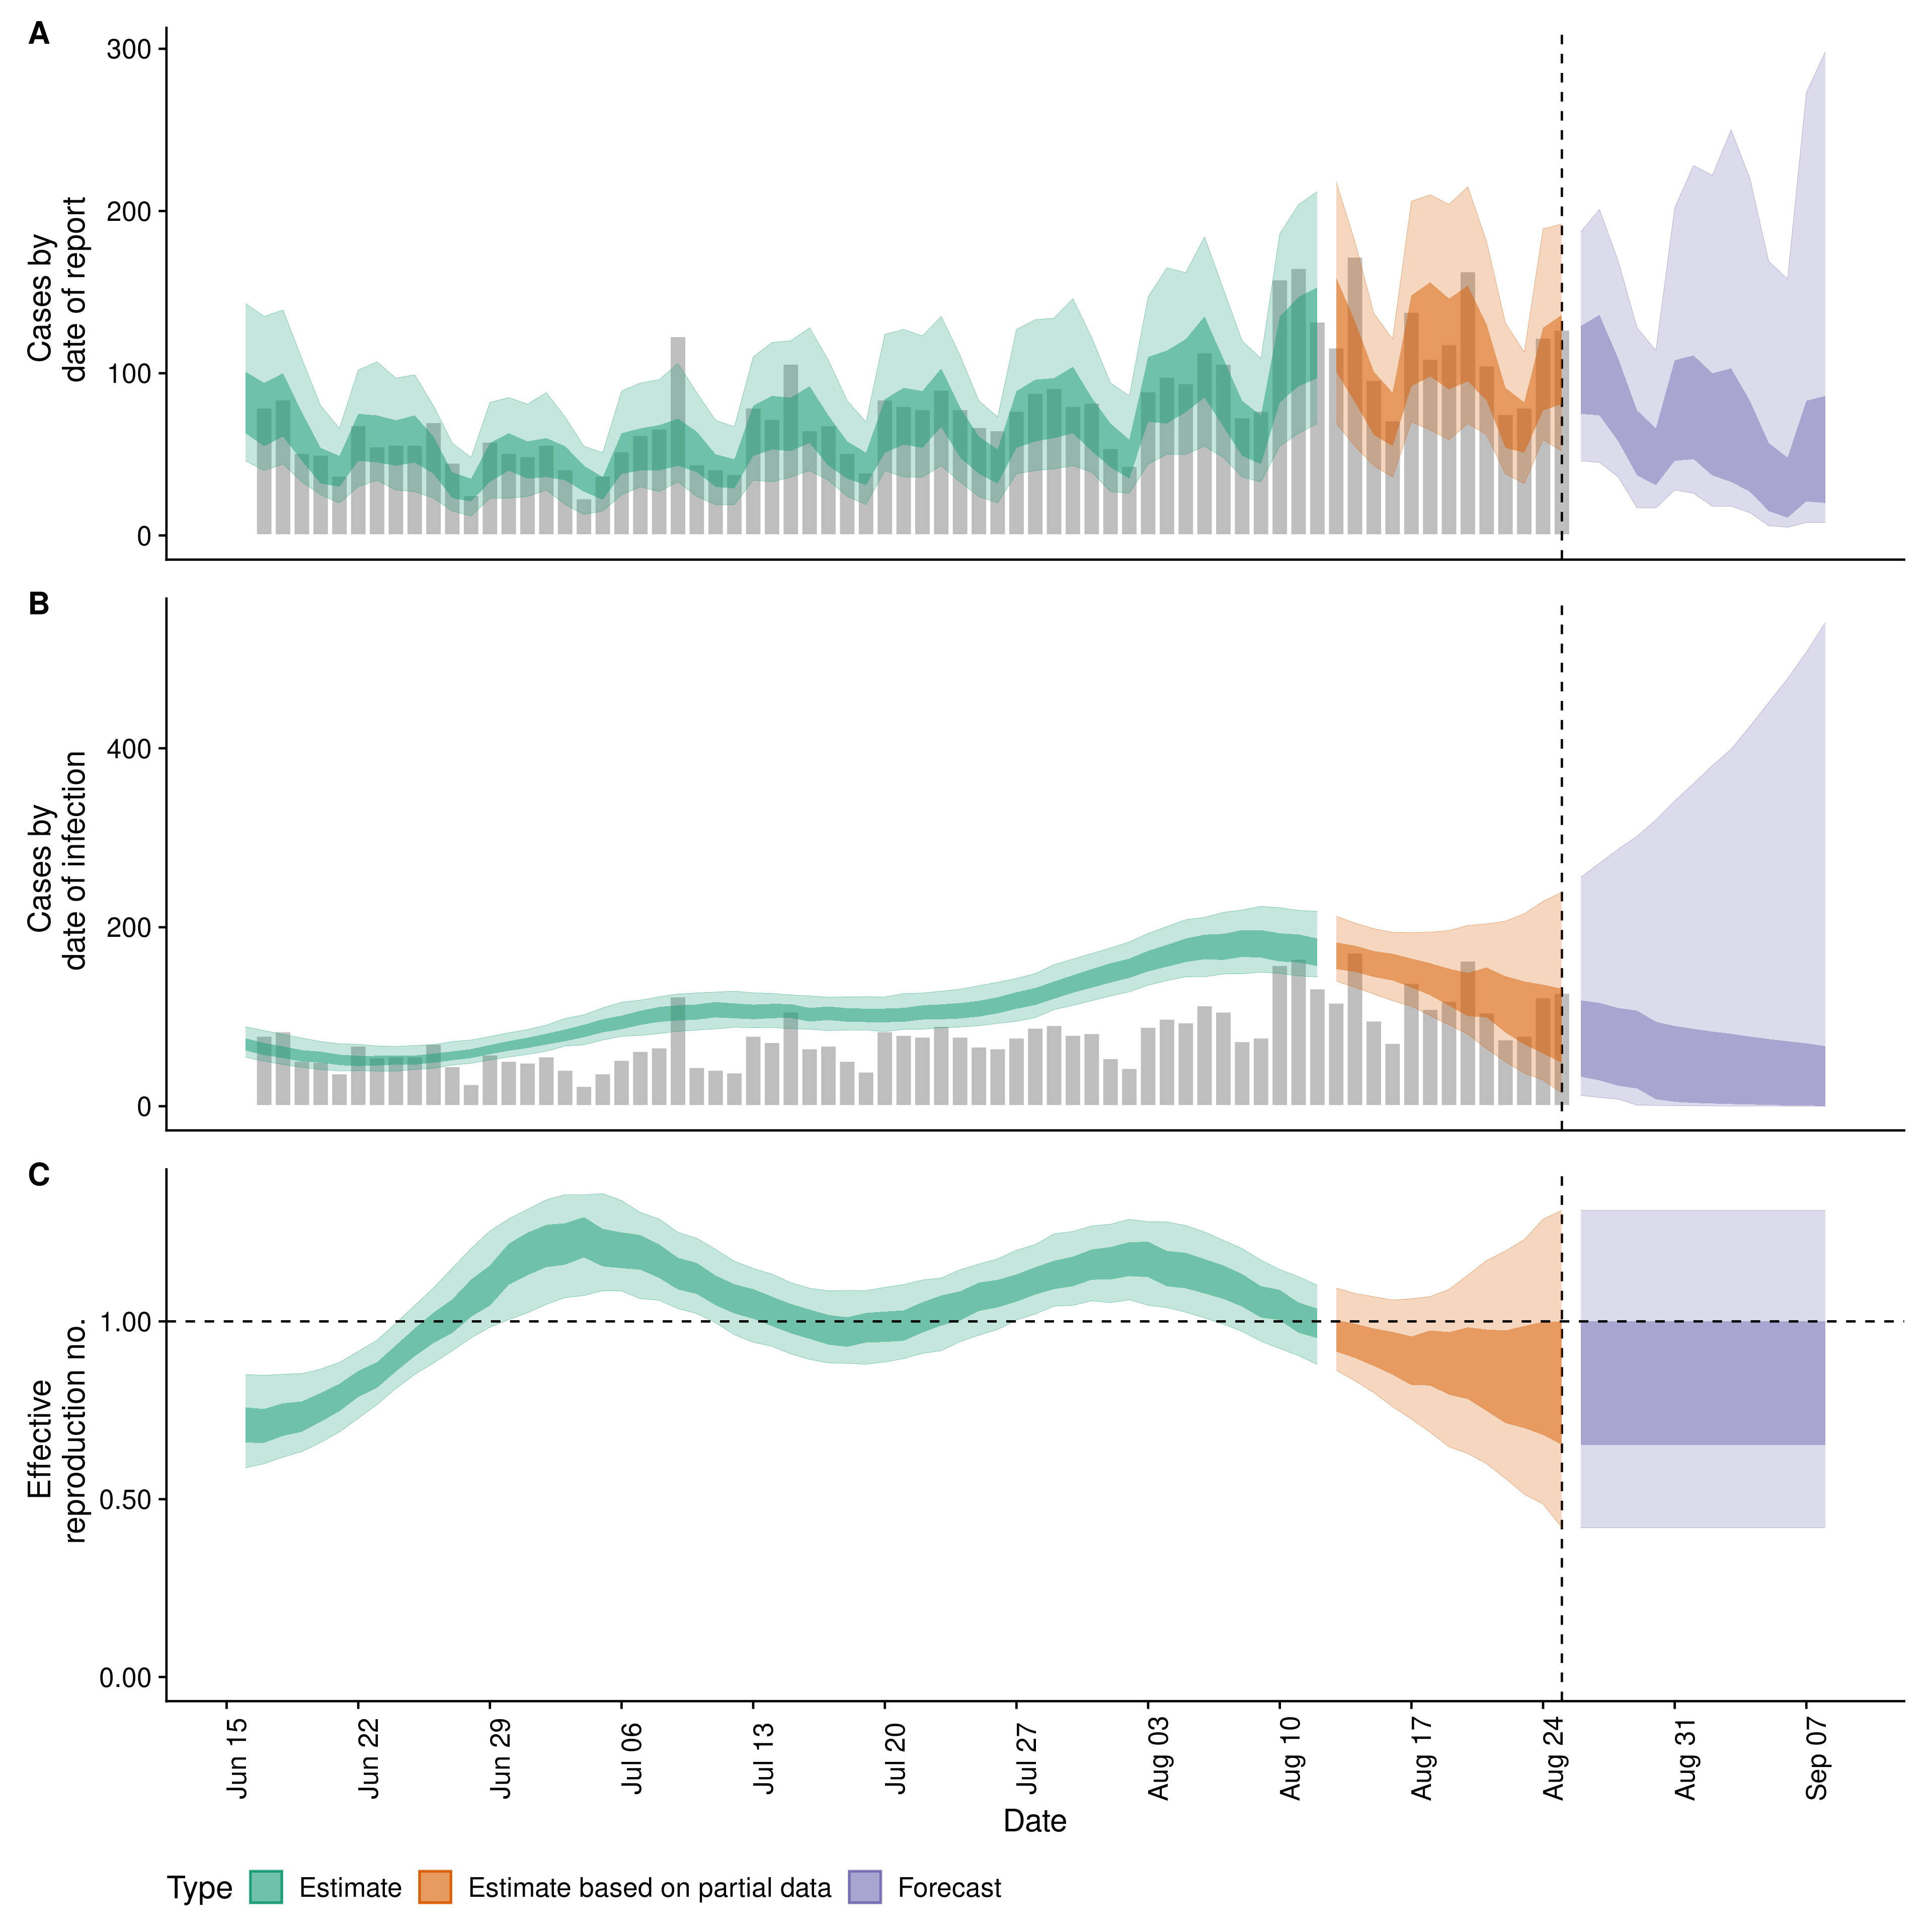 A
300
200
100
0
Cases by
date of report
B
400
200
0
Cases by
date of infection
C
1.00
0.50
0.00
Effective
reproduction no.
Jun 15
Jun 22
Jun 29
Jul 06
Jul 13
Jul 20
Jul 27
Aug 03
Aug 10
Aug 17
Aug 24
Aug 31
Sep 07
Date
Type Estimate Estimate based on partial data Forecast